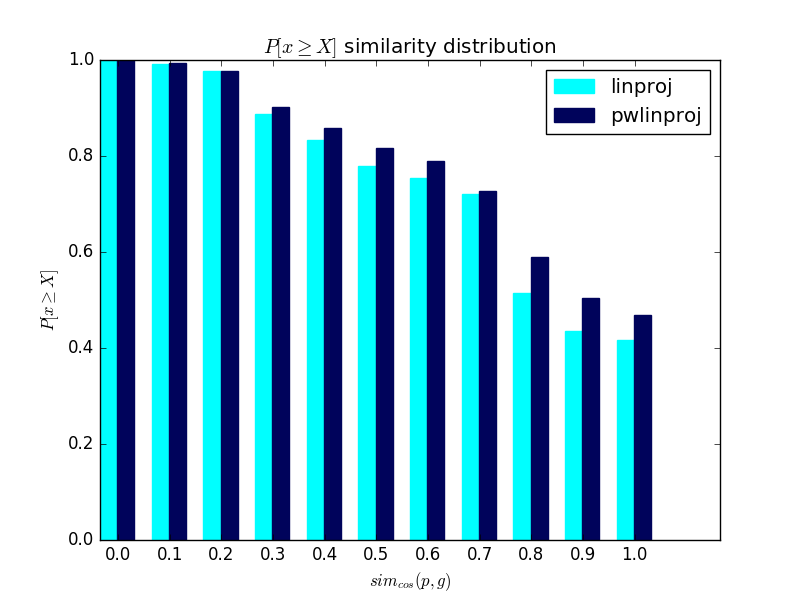 P[x ≥ X] similarity distribution
linproj
pwlinproj
P[x ≥ X]
1.0
0.8
0.6
0.4
0.2
0.0
0.0 0.1 0.2 0.3 0.4 0.5 0.6 0.7 0.8 0.9 1.0
sim_cos(p, g)